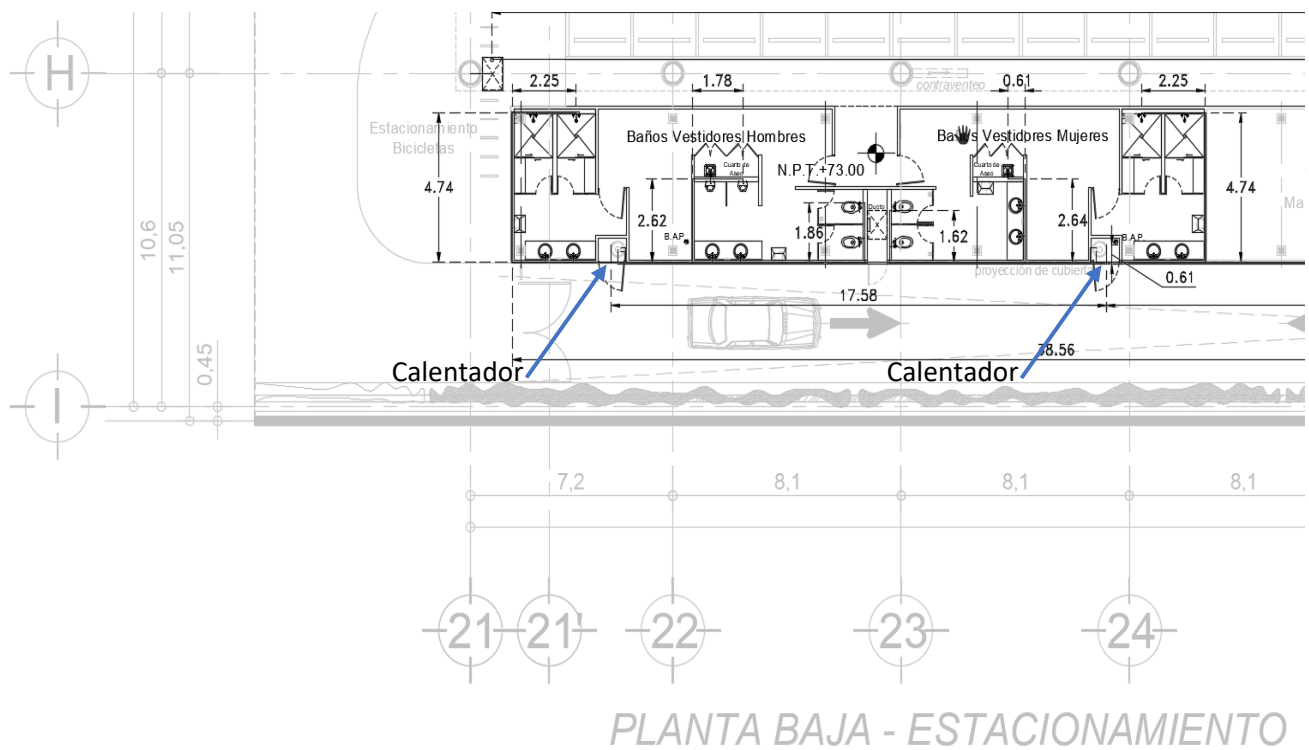 H
contraventeo
2.25
1.78
0.61
2.25
Estacionamiento
Bicicletas
Baños Vestidores Hombres
Vestidores Mujeres
Cuarto de
Aseo
N.P.T.+73.00
Cuarto de
Aseo
4.74
4.74
10,6
11,05
2.62
1.86
Ducto
1.62
2.64
B.A.P.
B.A.P.
proyección de cubierta
0.61
17.58
38.56
Calentador
Calentador
0,45
I
7,2
8,1
8,1
8,1
21
21'
22
23
24
PLANTA BAJA - ESTACIONAMIENTO